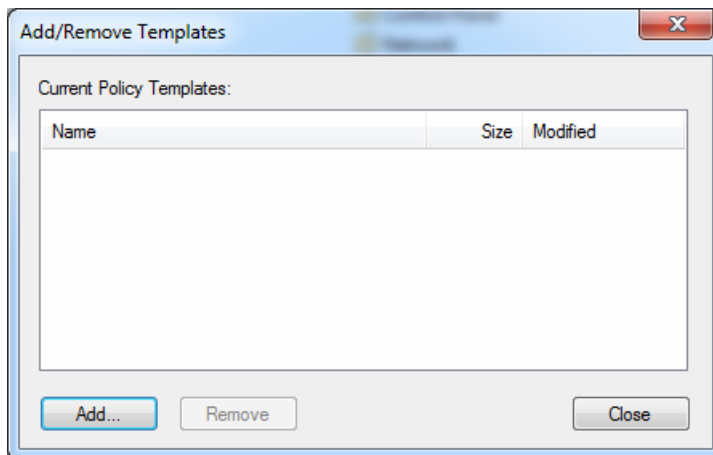 Add/Remove Templates
Current Policy Templates:
Name Size Modified
Add... Remove Close